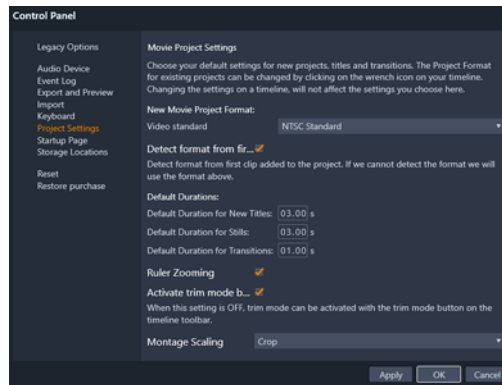 Control Panel
Legacy Options
Audio Device
Event Log
Export and Preview
Import
Keyboard
Project Settings
Startup Page
Storage Locations
Reset
Restore purchase
Movie Project Settings
Choose your default settings for new projects, titles and transitions. The Project Format
for existing projects can be changed by clicking on the wrench icon on your timeline.
Changing the settings on a timeline, will not affect the settings you choose here.
New Movie Project Format:
Video standard NTSC Standard
Detect format from fir...
Detect format from first clip added to the project. If we cannot detect the format we will
use the format above.
Default Durations:
Default Duration for New Titles: 03.00 s
Default Duration for Stills: 03.00 s
Default Duration for Transitions: 01.00 s
Ruler Zooming
Activate trim mode b...
When this setting is OFF, trim mode can be activated with the trim mode button on the
timeline toolbar.
Montage Scaling Crop
Apply OK Cancel